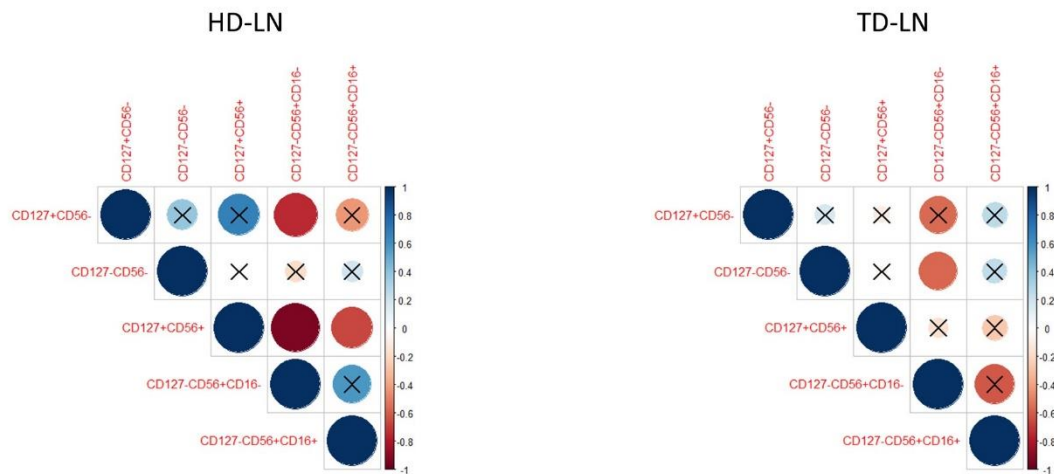 HD-LN
CD127+CD56-
CD127-CD56-
CD127+CD56+
CD127-CD56+CD16-
CD127-CD56+CD16+
CD127+CD56-
CD127-CD56-
CD127+CD56+
CD127-CD56+CD16-
CD127-CD56+CD16+
1
0.8
0.6
0.4
0.2
0
-0.2
-0.4
-0.6
-0.8
-1
TD-LN
CD127+CD56-
CD127-CD56-
CD127+CD56+
CD127-CD56+CD16-
CD127-CD56+CD16+
CD127+CD56-
CD127-CD56-
CD127+CD56+
CD127-CD56+CD16-
CD127-CD56+CD16+
1
0.8
0.6
0.4
0.2
0
-0.2
-0.4
-0.6
-0.8
-1